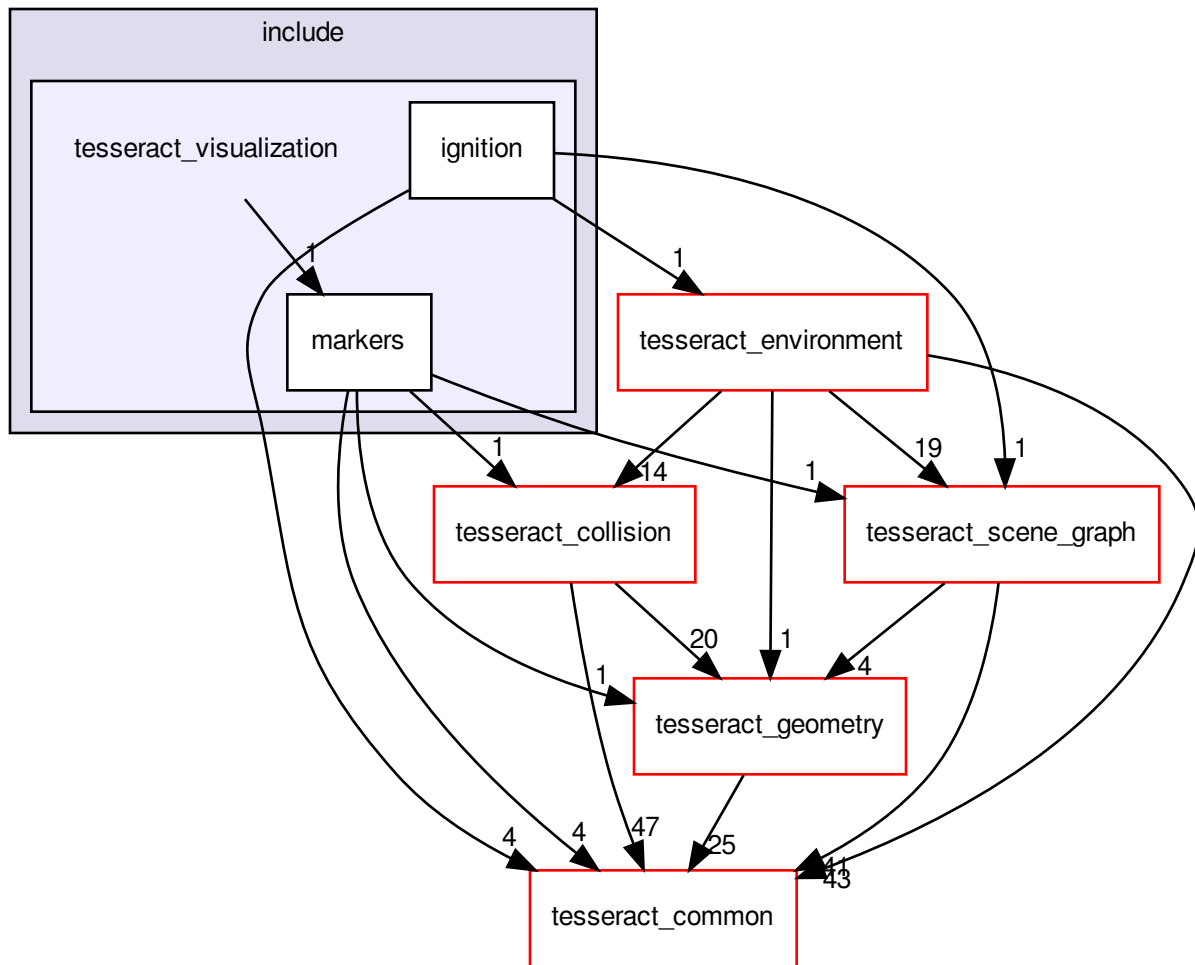 include
tesseract_visualization
ignition
1
1
markers
tesseract_environment
1
14
19
1
1
tesseract_collision
tesseract_scene_graph
1
20
1
4
tesseract_geometry
4
4
47
25
41
43
tesseract_common